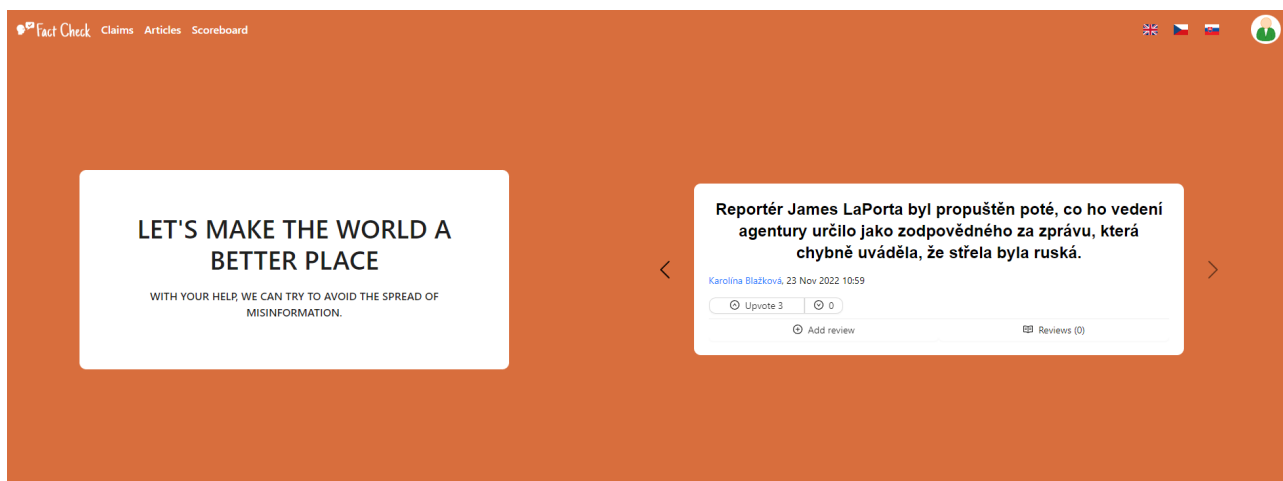 Fact Check Claims Articles Scoreboard
LET'S MAKE THE WORLD A
BETTER PLACE
WITH YOUR HELP, WE CAN TRY TO AVOID THE SPREAD OF
MISINFORMATION.
Reportér James LaPorta byl propuštěn poté, co ho vedení
agentury určilo jako zodpovědného za zprávu, která
chybně uváděla, že střela byla ruská.
Karolína Blažková, 23 Nov 2022 10:59
Upvote 3 0
Add review Reviews (0)